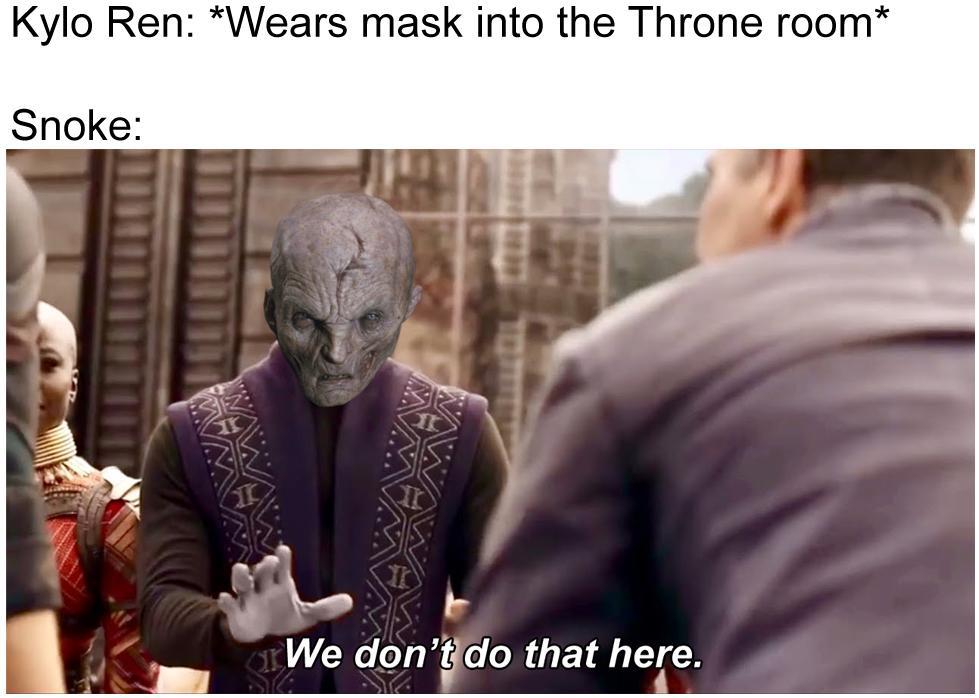 Kylo Ren: *Wears mask into the Throne room*
Snoke:
We don’t do that here.